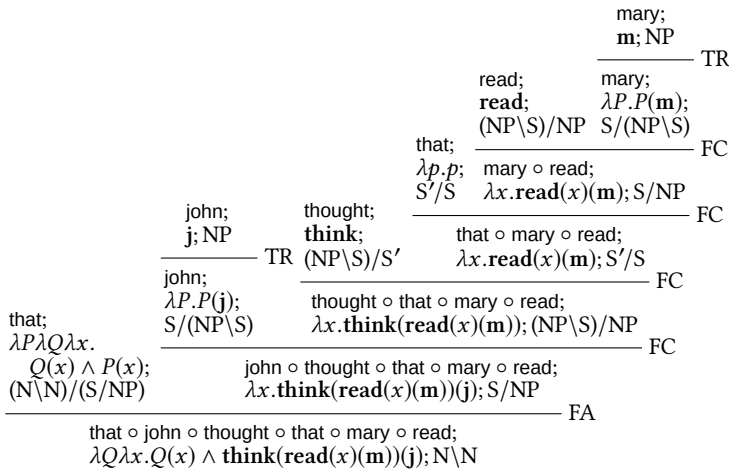 mary;
m; NP
TR
read;
read;
(NP\S)/NP
mary;
λP.P(m);
S/(NP\S)
FC
that;
λp.p;
S′/S
mary ∘ read;
λx.read(x)(m); S/NP
FC
john;
j; NP
TR
thought;
think;
(NP\S)/S′
that ∘ mary ∘ read;
λx.read(x)(m); S′/S
FC
john;
λP.P(j);
S/(NP\S)
thought ∘ that ∘ mary ∘ read;
λx.think(read(x)(m)); (NP\S)/NP
FC
that;
λPλQλx.
Q(x) ∧ P(x);
(N\N)/(S/NP)
john ∘ thought ∘ that ∘ mary ∘ read;
λx.think(read(x)(m))(j); S/NP
FA
that ∘ john ∘ thought ∘ that ∘ mary ∘ read;
λQλx.Q(x) ∧ think(read(x)(m))(j); N\N